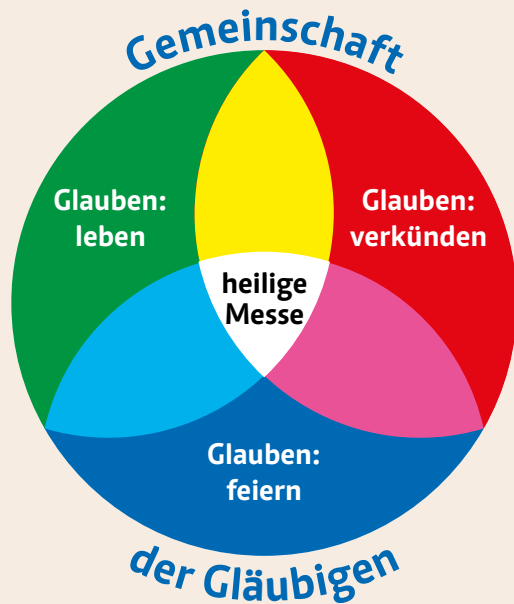 Gemeinschaft
Glauben:
leben
Glauben:
verkünden
heilige
Messe
Glauben:
feiern
der Gläubigen